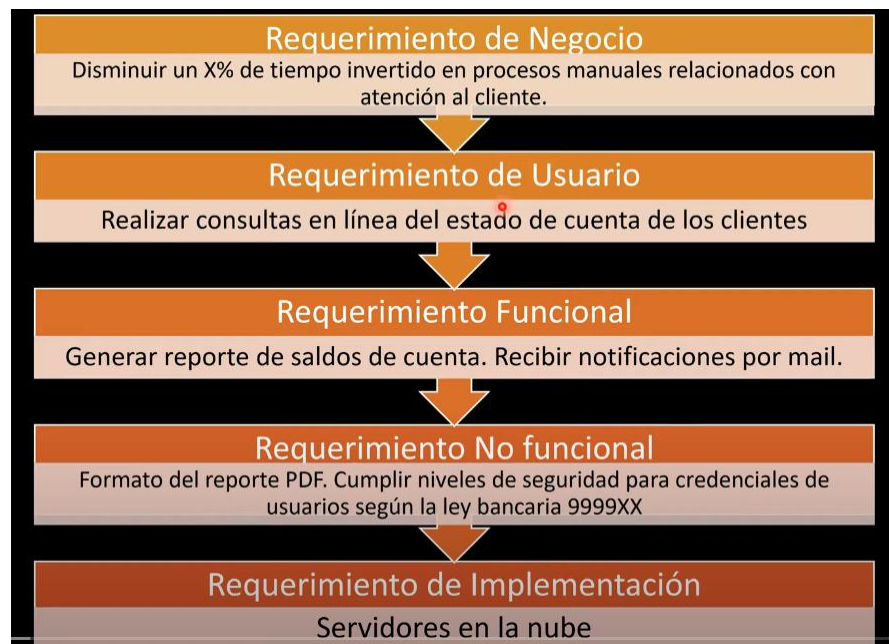 Requerimiento de Negocio
Disminuir un X% de tiempo invertido en procesos manuales relacionados con
atención al cliente.
Requerimiento de Usuario
Realizar consultas en línea del estado de cuenta de los clientes
Requerimiento Funcional
Generar reporte de saldos de cuenta. Recibir notificaciones por mail.
Requerimiento No funcional
Formato del reporte PDF. Cumplir niveles de seguridad para credenciales de
usuarios según la ley bancaria 9999XX
Requerimiento de Implementación
Servidores en la nube